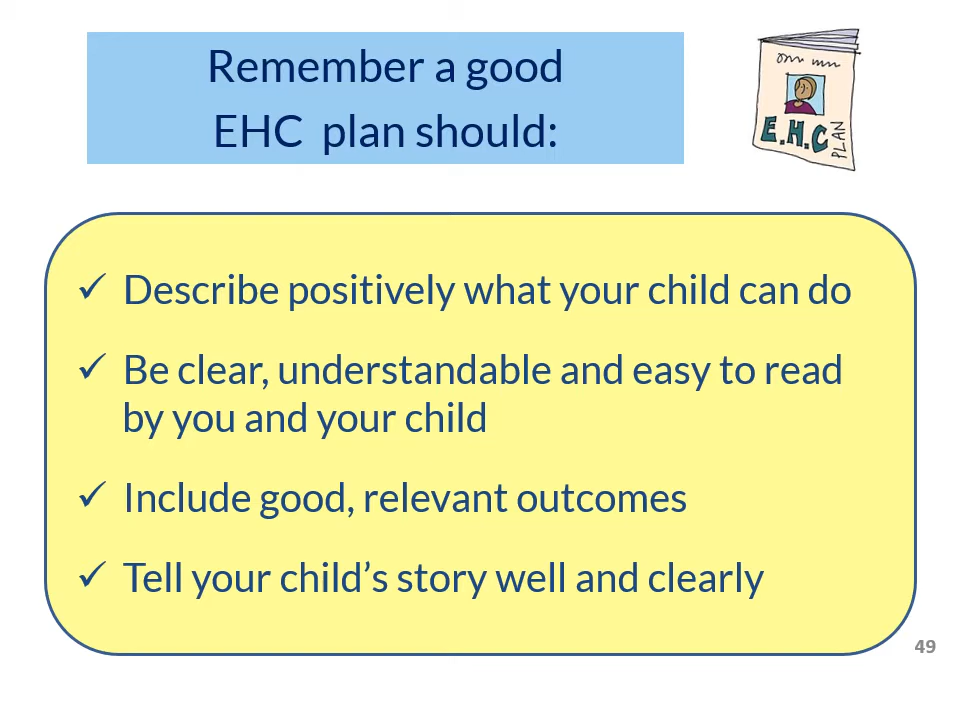 Remember a good
EHC plan should:
E.H.C
PLAN
✓ Describe positively what your child can do
✓ Be clear, understandable and easy to read
by you and your child
✓ Include good, relevant outcomes
✓ Tell your child’s story well and clearly
49